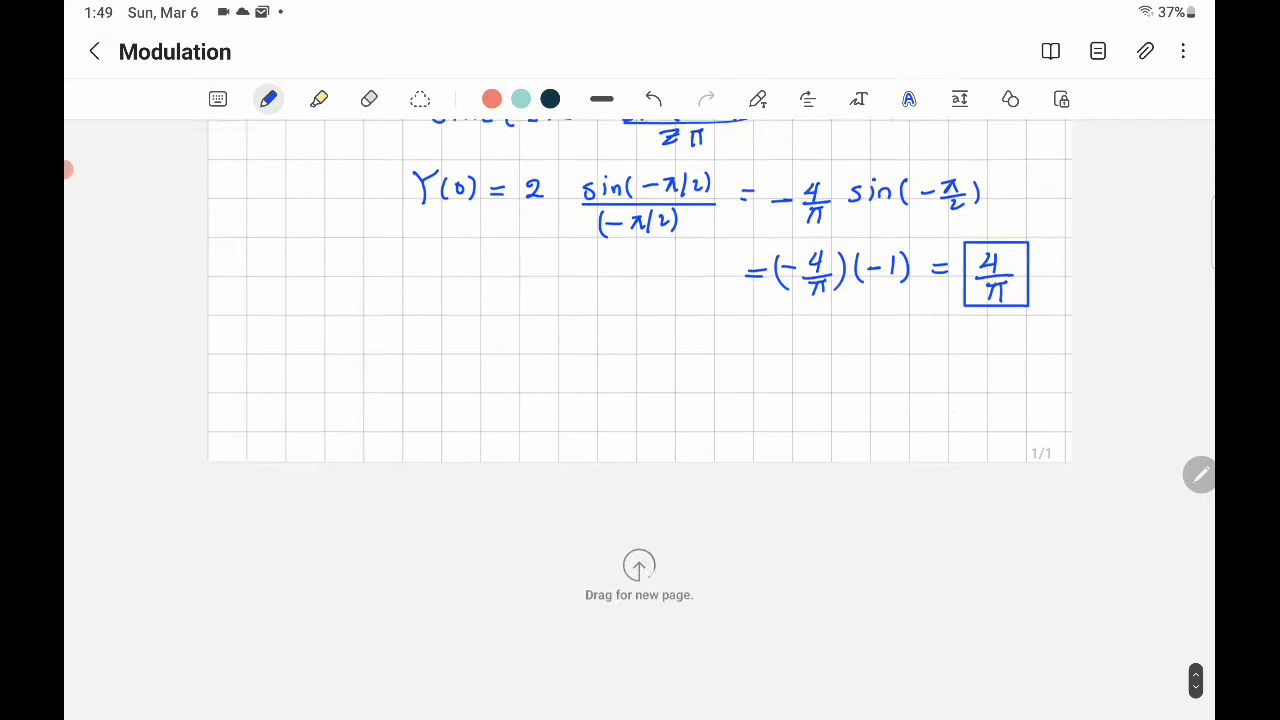 1:49 Sun, Mar 6
37%
Modulation
zπ
Y(0) = 2 sin(-π/2) / (-π/2) = - 4/π sin(-π/2)
= (- 4/π)(-1) = 4/π
1/1
Drag for new page.